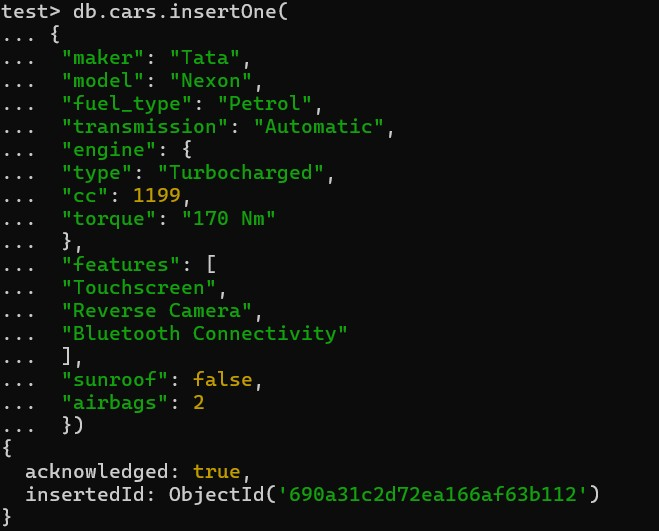 test> db.cars.insertOne(
... {
...  "maker": "Tata",
...  "model": "Nexon",
...  "fuel_type": "Petrol",
...  "transmission": "Automatic",
...  "engine": {
...  "type": "Turbocharged",
...  "cc": 1199,
...  "torque": "170 Nm"
...  },
...  "features": [
...  "Touchscreen",
...  "Reverse Camera",
...  "Bluetooth Connectivity"
...  ],
...  "sunroof": false,
...  "airbags": 2
...  })
{
  acknowledged: true,
  insertedId: ObjectId('690a31c2d72ea166af63b112')
}